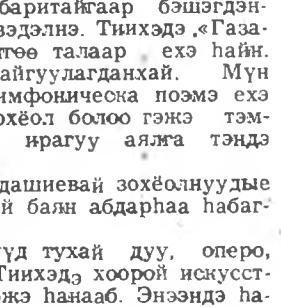 баритайгаар бэшэгдэн-
вэдэлнэ. Тиихэдэ „«Газа-
гөө талаар ехэ һайн.
айгуулагданхай. Мүн
имфоническа поэмэ ехэ
охёол болоо гэжэ тэм-
ирагуу аялга тэндэ
дашиевай зохёолнуудые
й баян абдарһаа һабаг-
үд тухай дуу, оперо,
Тиихэдэ хоорой искусст-
жэ һанааб. Энээндэ һа-